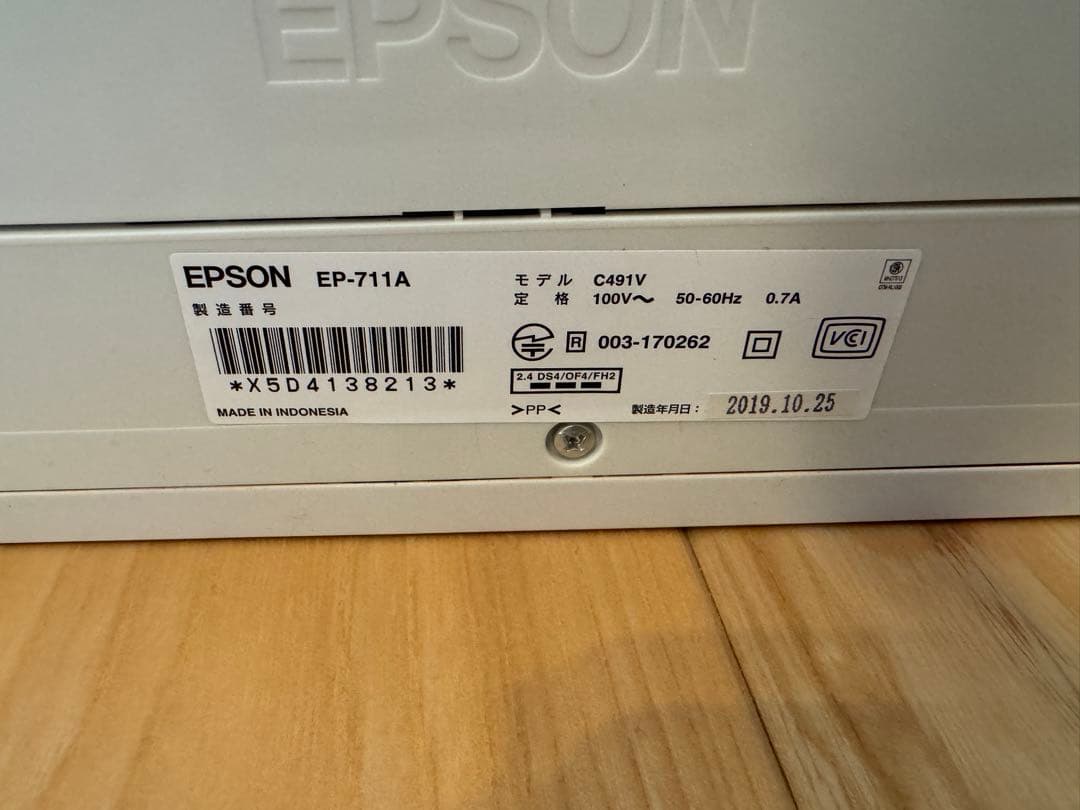 EPSON
EPSON EP-711A
製造番号
*X5D4138213*
MADE IN INDONESIA
モデル C491V
定格 100V〜 50-60Hz 0.7A
R 003-170262
VCI
2.4 DS4/OF4/FH2
>PP<
製造年月日: 2019.10.25